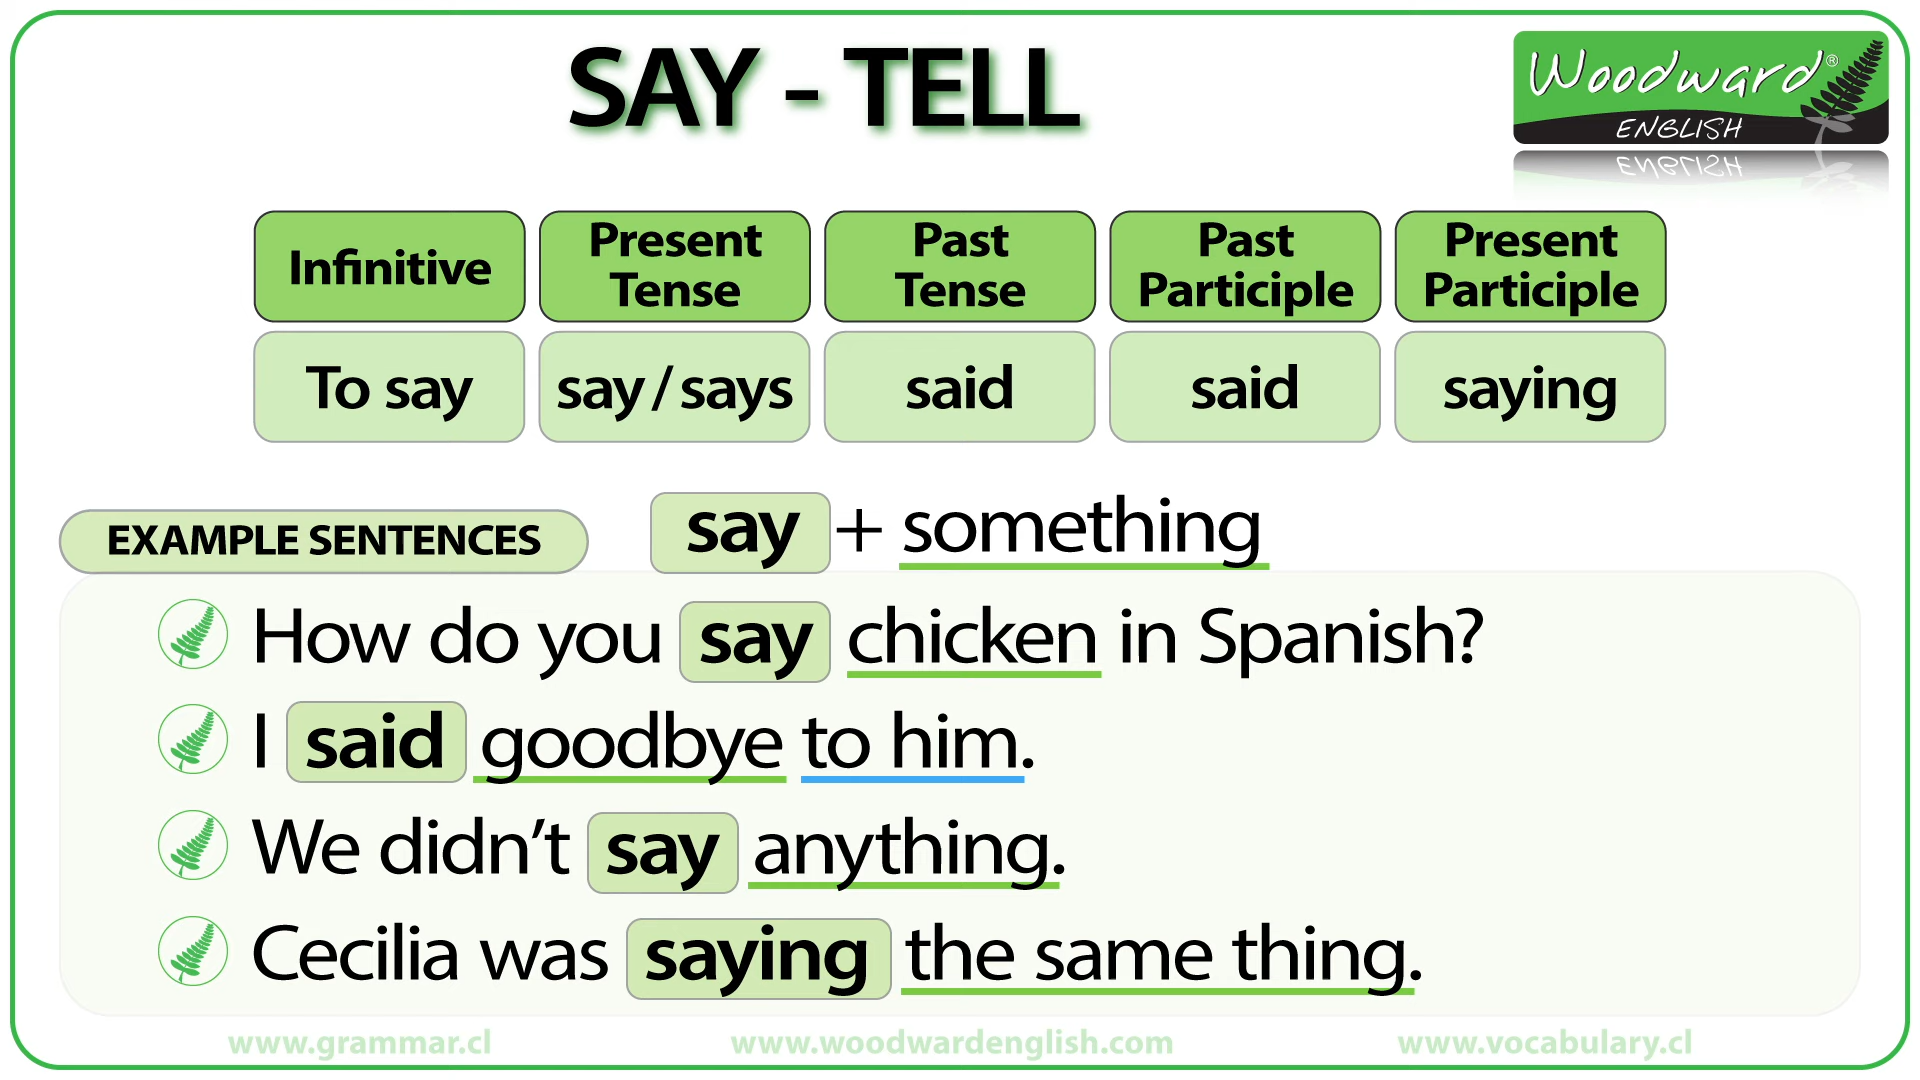 SAY - TELL
Woodward®
ENGLISH
Infinitive
Present Tense
Past Tense
Past Participle
Present Participle
To say
say / says
said
said
saying
EXAMPLE SENTENCES
say + something
How do you say chicken in Spanish?
I said goodbye to him.
We didn’t say anything.
Cecilia was saying the same thing.
www.grammar.cl
www.woodwardenglish.com
www.vocabulary.cl